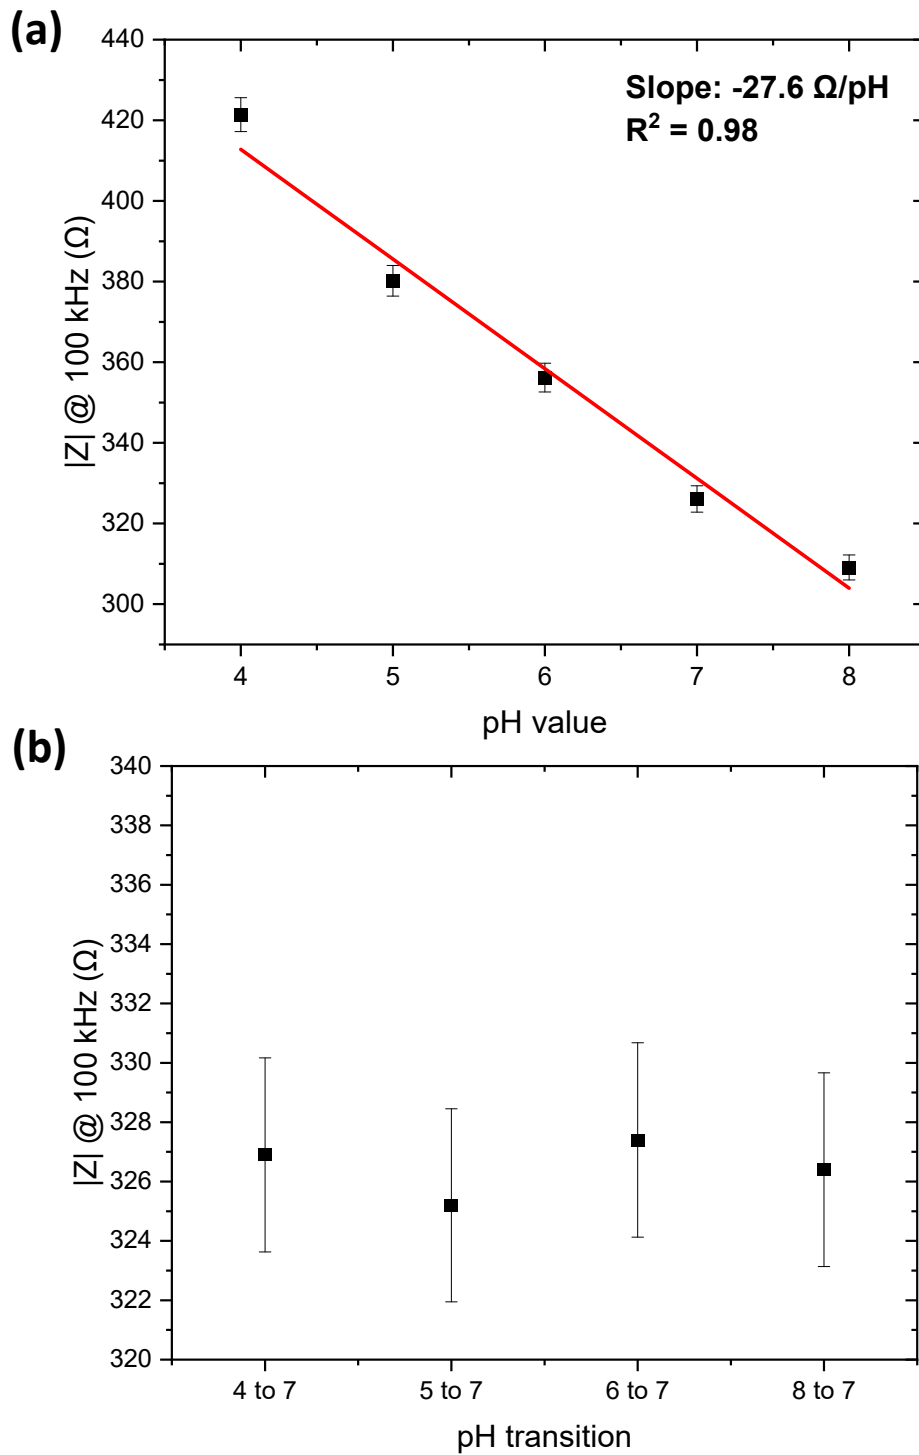 (a)
440
420
400
380
360
340
320
300
|Z| @ 100 kHz (Ω)
Slope: -27.6 Ω/pH
R² = 0.98
4 5 6 7 8
pH value
(b)
340
338
336
334
332
330
328
326
324
322
320
|Z| @ 100 kHz (Ω)
4 to 7 5 to 7 6 to 7 8 to 7
pH transition